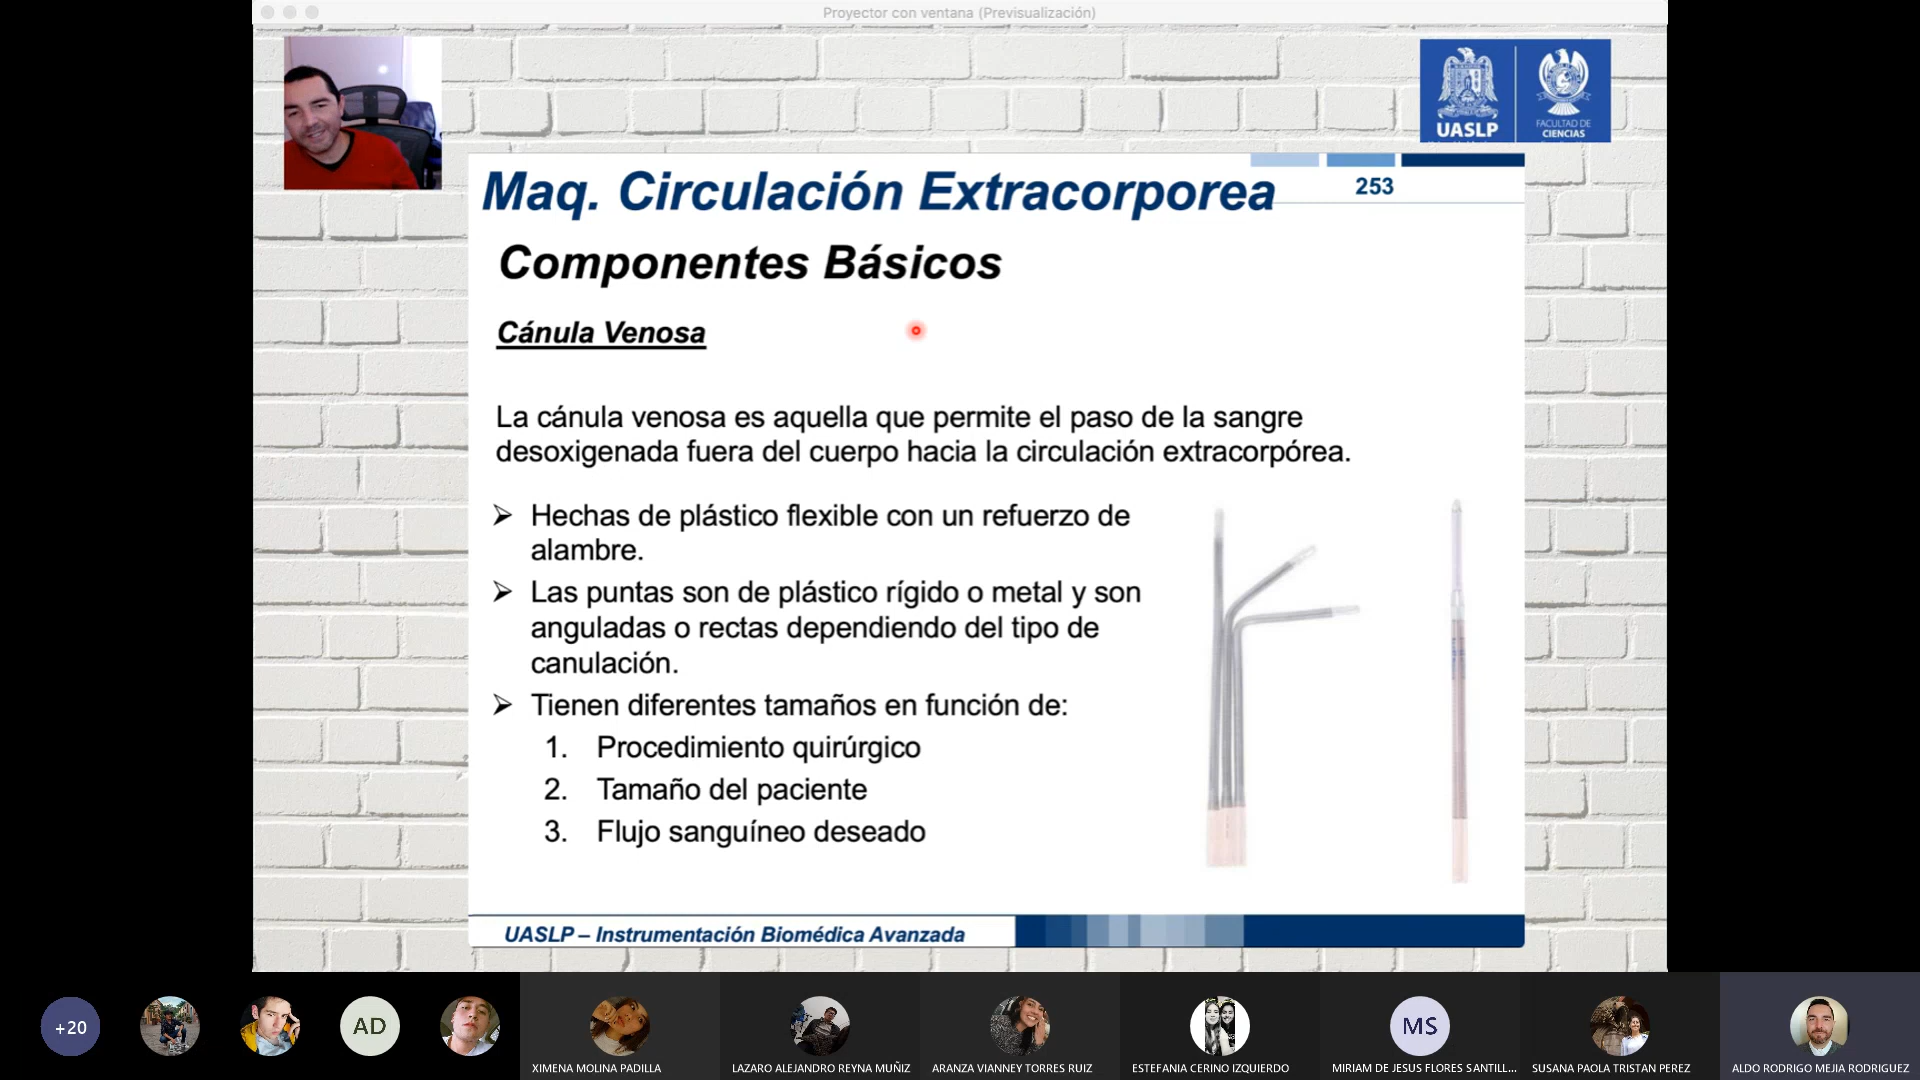 Proyector con ventana (Previsualización)
UASLP
FACULTAD DE
CIENCIAS
Maq. Circulación Extracorporea
253
Componentes Básicos
Cánula Venosa
La cánula venosa es aquella que permite el paso de la sangre
desoxigenada fuera del cuerpo hacia la circulación extracorpórea.
Hechas de plástico flexible con un refuerzo de
alambre.
Las puntas son de plástico rígido o metal y son
anguladas o rectas dependiendo del tipo de
canulación.
Tienen diferentes tamaños en función de:
1. Procedimiento quirúrgico
2. Tamaño del paciente
3. Flujo sanguíneo deseado
UASLP – Instrumentación Biomédica Avanzada
+20
AD
MS
XIMENA MOLINA PADILLA
LAZARO ALEJANDRO REYNA MUÑIZ
ARANZA VIANNEY TORRES RUIZ
ESTEFANIA CERINO IZQUIERDO
MIRIAM DE JESUS FLORES SANTILL...
SUSANA PAOLA TRISTAN PEREZ
ALDO RODRIGO MEJIA RODRIGUEZ